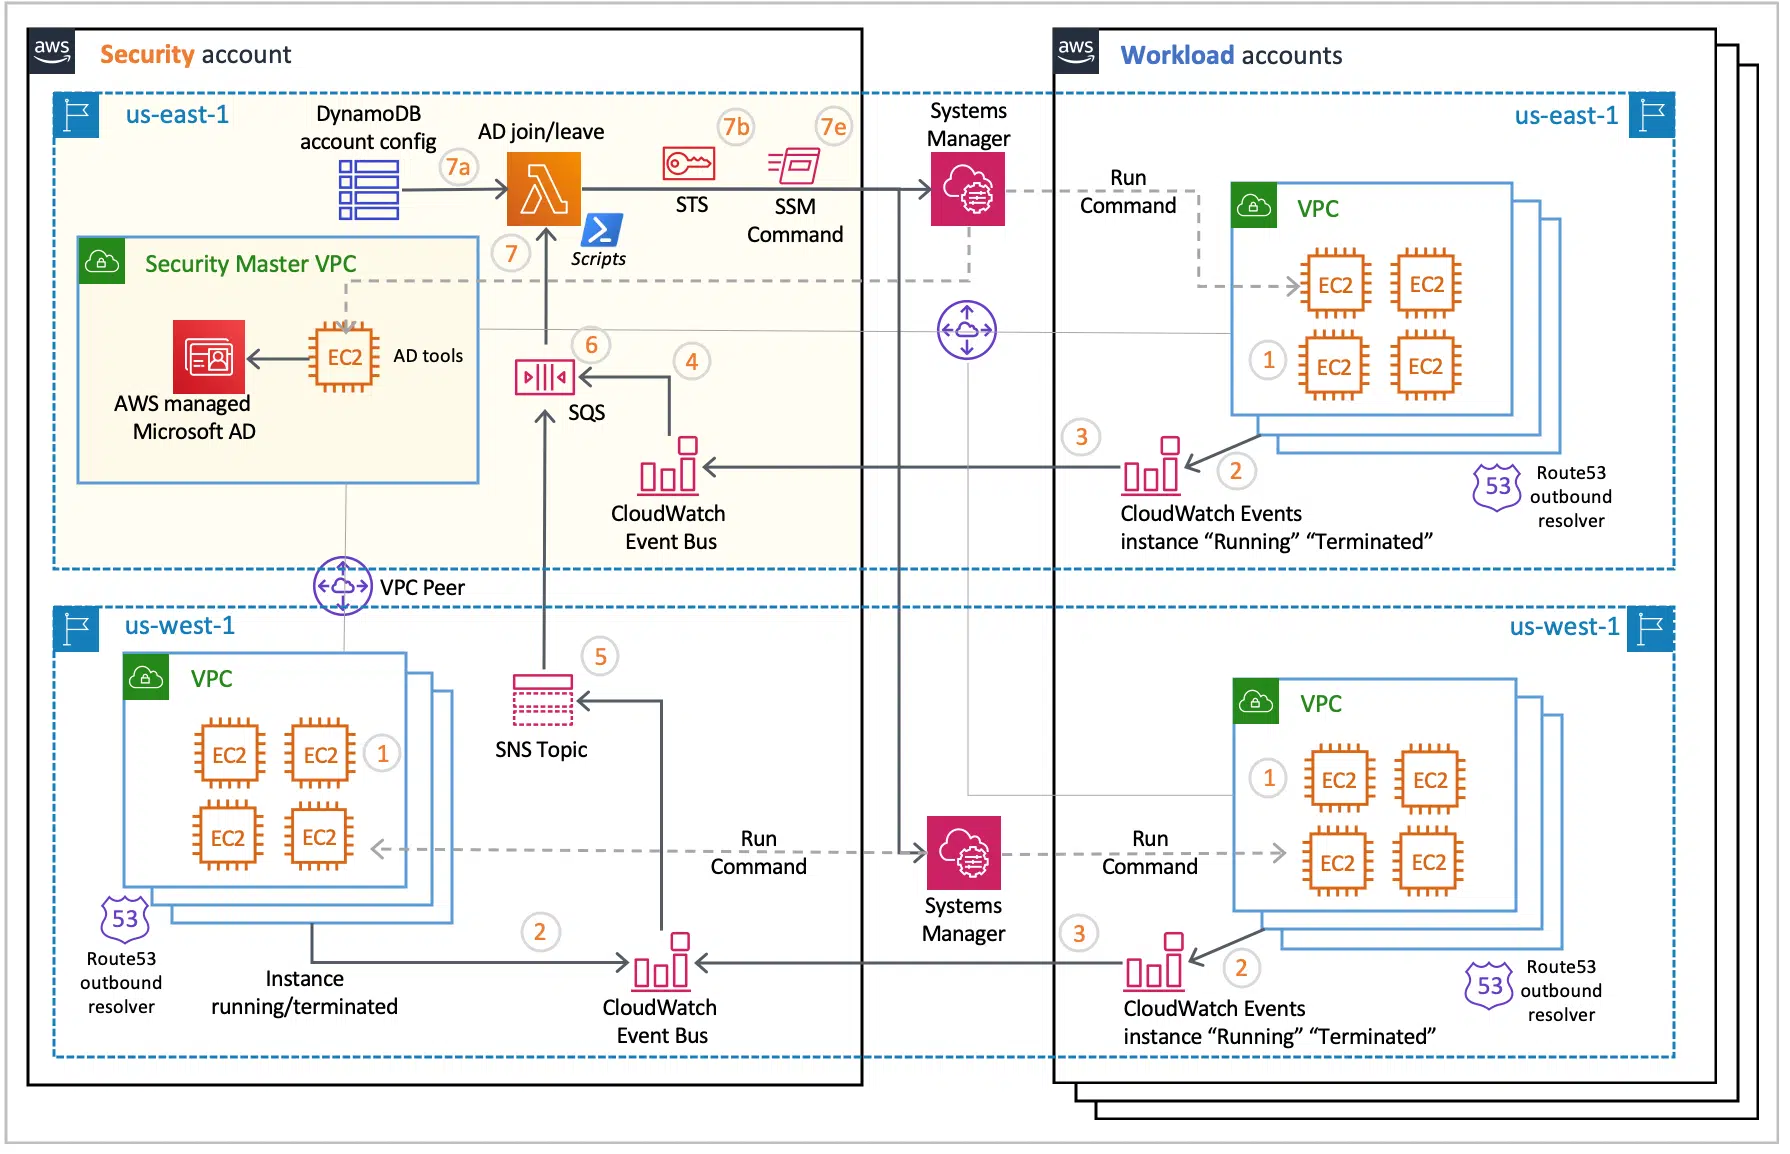 aws
Security account
aws
Workload accounts
us-east-1
DynamoDB
account config
7a
AD join/leave
7b
7e
STS
SSM
Command
Scripts
7
Systems
Manager
Run
Command
us-east-1
VPC
EC2
EC2
EC2
EC2
1
Security Master VPC
EC2
AD tools
AWS managed
Microsoft AD
6
4
SQS
CloudWatch
Event Bus
3
2
CloudWatch Events
instance “Running” “Terminated”
53
Route53
outbound
resolver
VPC Peer
us-west-1
VPC
EC2
EC2
1
EC2
EC2
5
SNS Topic
53
Route53
outbound
resolver
Instance
running/terminated
2
CloudWatch
Event Bus
Run
Command
Systems
Manager
Run
Command
us-west-1
VPC
1
EC2
EC2
EC2
EC2
3
2
CloudWatch Events
instance “Running” “Terminated”
53
Route53
outbound
resolver